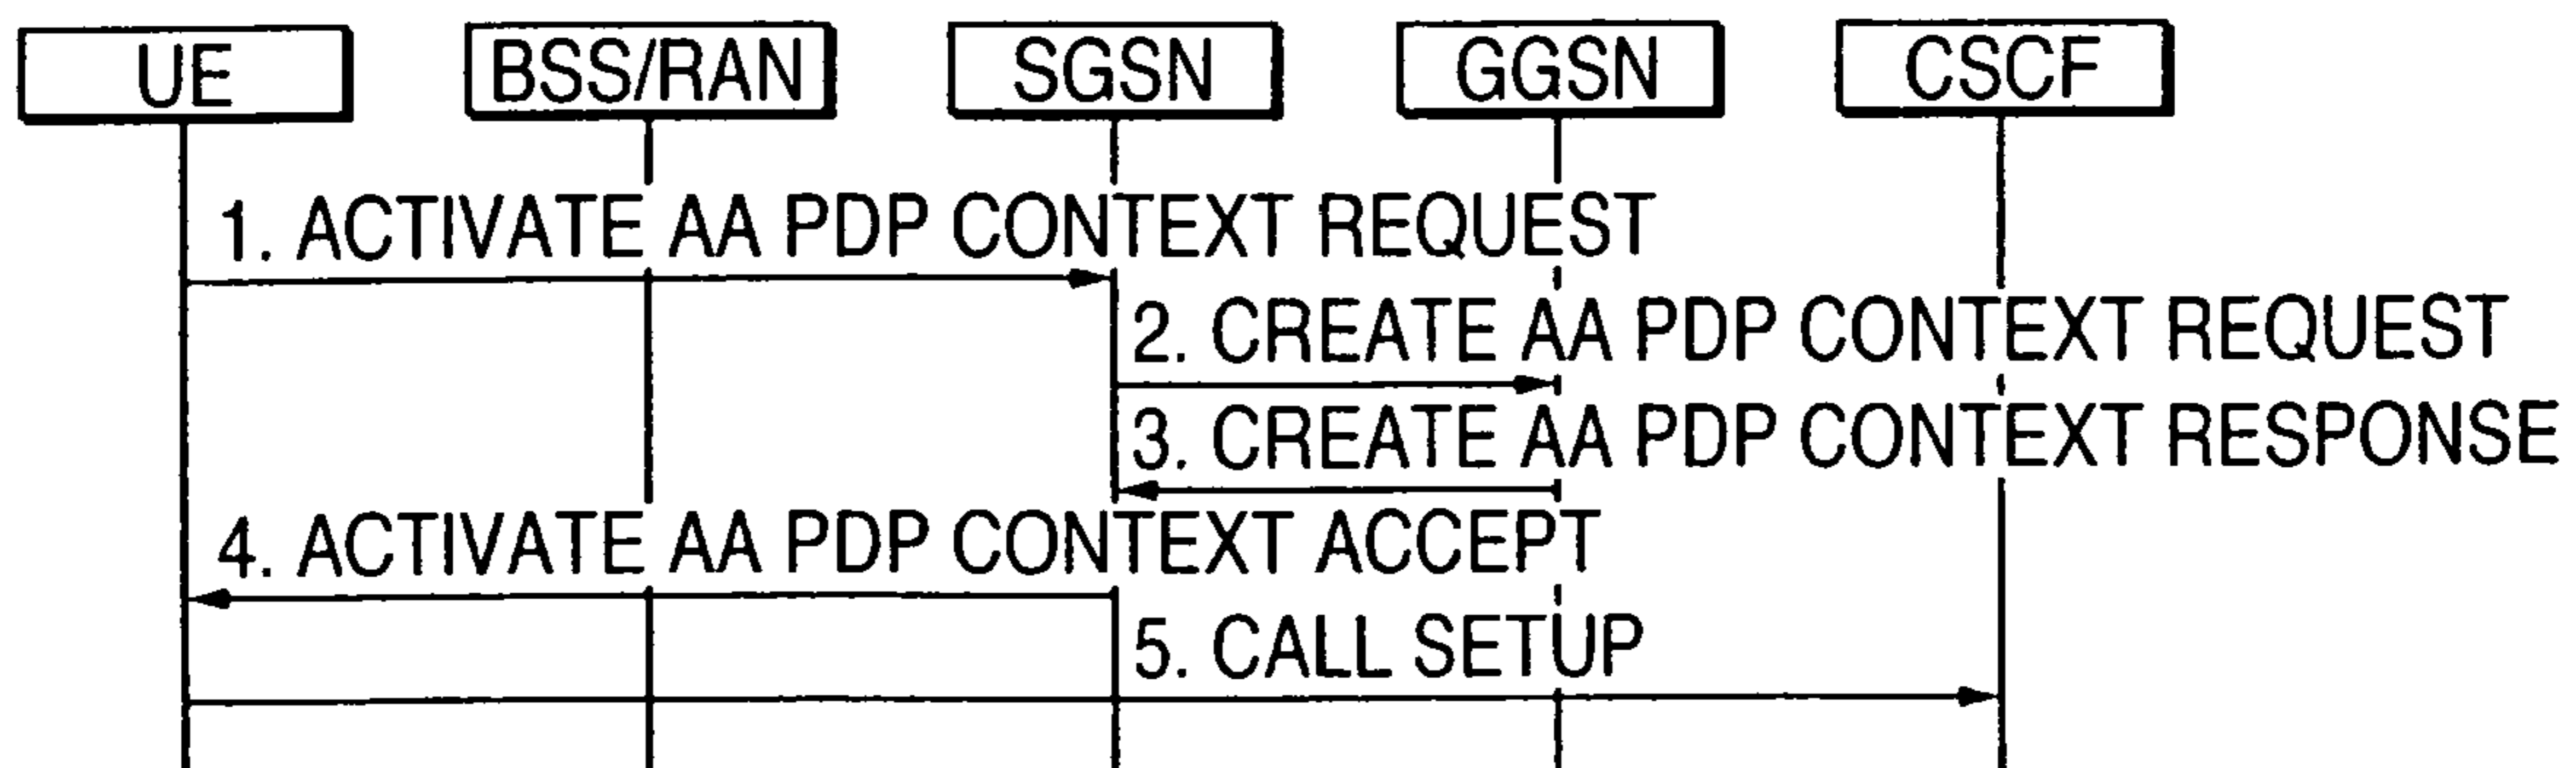 UE BSS/RAN SGSN GGSN CSCF
1. ACTIVATE AA PDP CONTEXT REQUEST
2. CREATE AA PDP CONTEXT REQUEST
3. CREATE AA PDP CONTEXT RESPONSE
4. ACTIVATE AA PDP CONTEXT ACCEPT
5. CALL SETUP